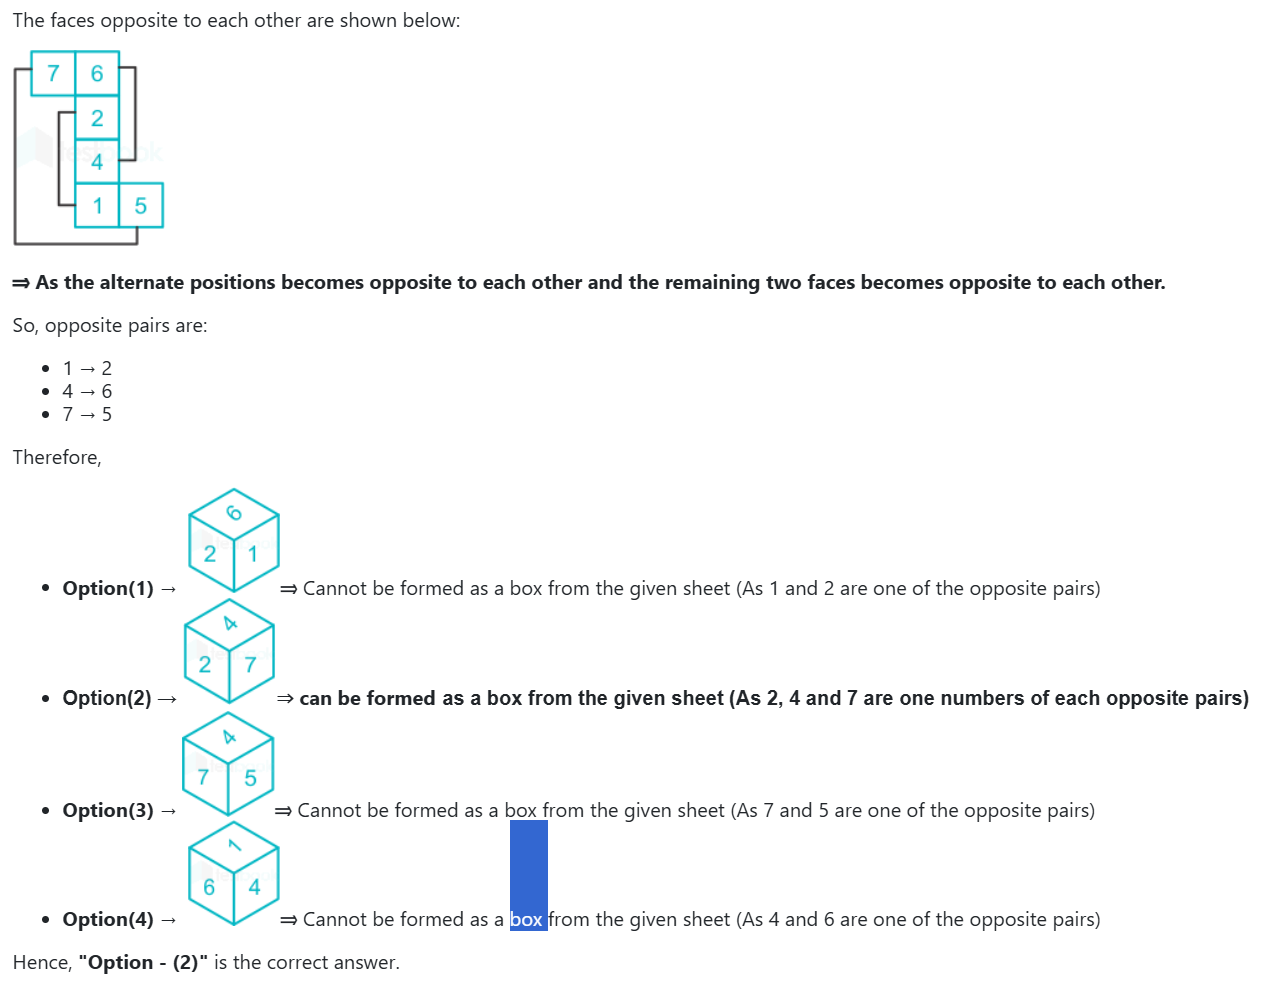 The faces opposite to each other are shown below:
7 6
2
4
1 5
⇒ As the alternate positions becomes opposite to each other and the remaining two faces becomes opposite to each other.
So, opposite pairs are:
• 1 → 2
• 4 → 6
• 7 → 5
Therefore,
6
2 1
• Option(1) → ⇒ Cannot be formed as a box from the given sheet (As 1 and 2 are one of the opposite pairs)
4
2 7
• Option(2) → ⇒ can be formed as a box from the given sheet (As 2, 4 and 7 are one numbers of each opposite pairs)
4
7 5
• Option(3) → ⇒ Cannot be formed as a box from the given sheet (As 7 and 5 are one of the opposite pairs)
1
6 4
• Option(4) → ⇒ Cannot be formed as a box from the given sheet (As 4 and 6 are one of the opposite pairs)
Hence, "Option - (2)" is the correct answer.